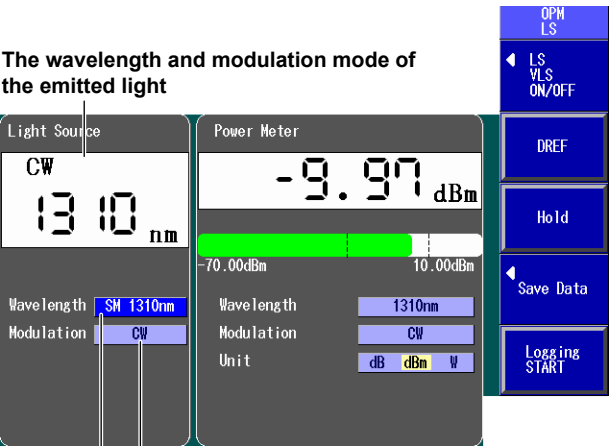 The wavelength and modulation mode of
the emitted light
Light Source
CW
1310 nm
Wavelength SM 1310nm
Modulation CW
Power Meter
-9.97 dBm
-70.00dBm 10.00dBm
Wavelength 1310nm
Modulation CW
Unit dB dBm W
OPM
LS
LS
VLS
ON/OFF
DREF
Hold
Save Data
Logging
START